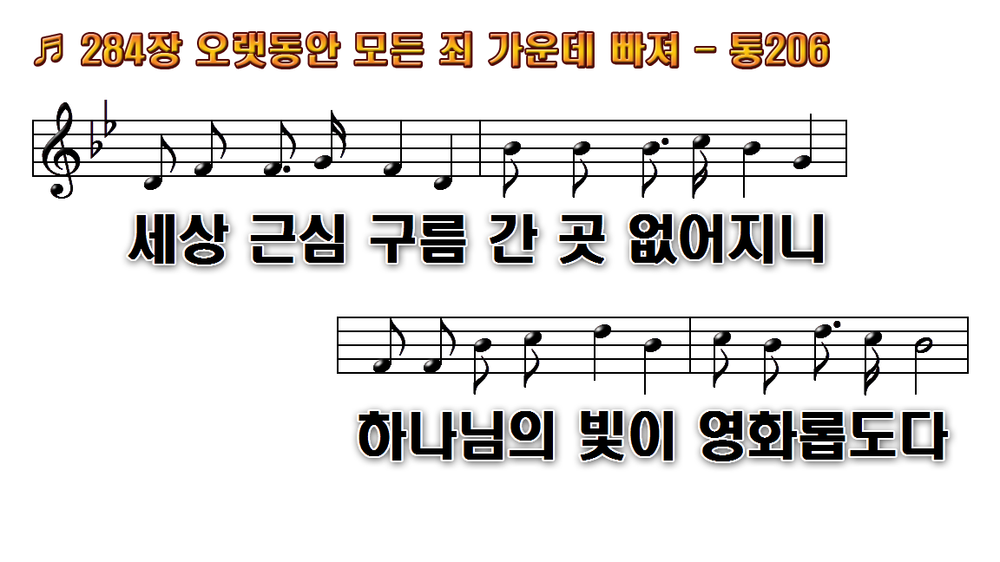 ♬ 284장 오랫동안 모든 죄 가운데 빠져 - 통206
세상 근심 구름 간 곳 없어지니
하나님의 빛이 영화롭도다